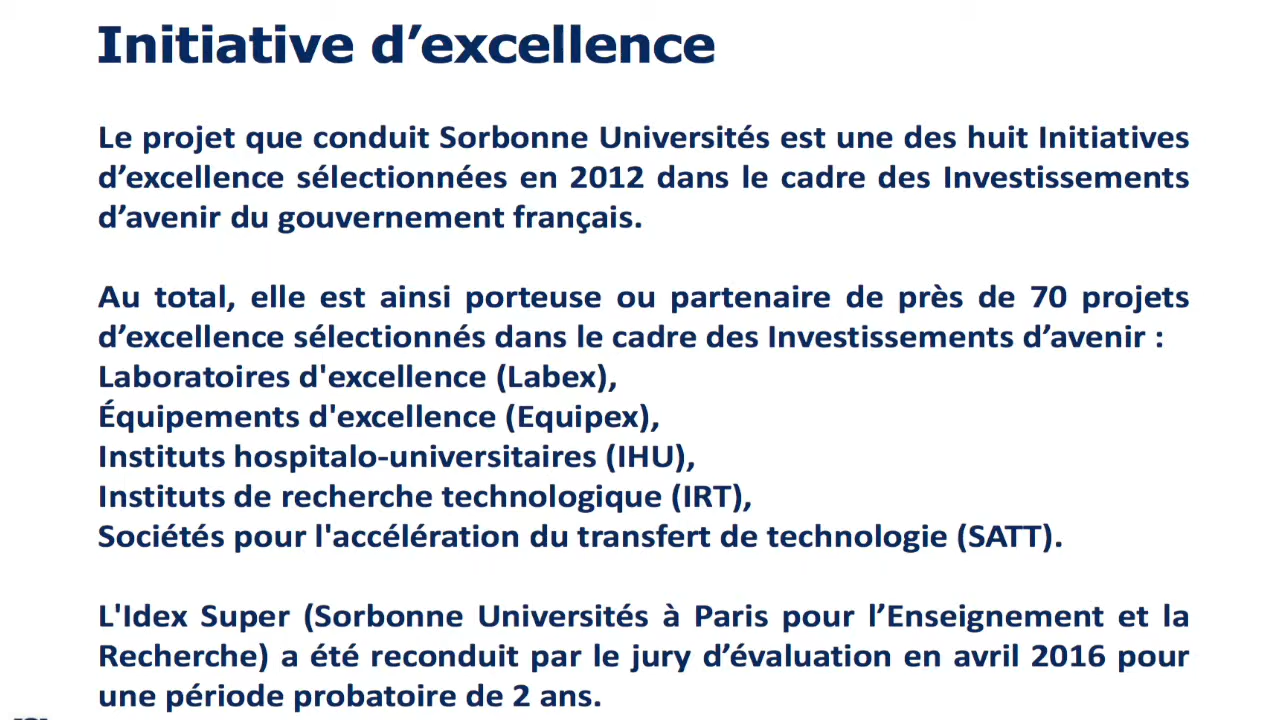 Initiative d’excellence
Le projet que conduit Sorbonne Universités est une des huit Initiatives
d’excellence sélectionnées en 2012 dans le cadre des Investissements
d’avenir du gouvernement français.
Au total, elle est ainsi porteuse ou partenaire de près de 70 projets
d’excellence sélectionnés dans le cadre des Investissements d’avenir :
Laboratoires d'excellence (Labex),
Équipements d'excellence (Equipex),
Instituts hospitalo-universitaires (IHU),
Instituts de recherche technologique (IRT),
Sociétés pour l'accélération du transfert de technologie (SATT).
L'Idex Super (Sorbonne Universités à Paris pour l’Enseignement et la
Recherche) a été reconduit par le jury d’évaluation en avril 2016 pour
une période probatoire de 2 ans.